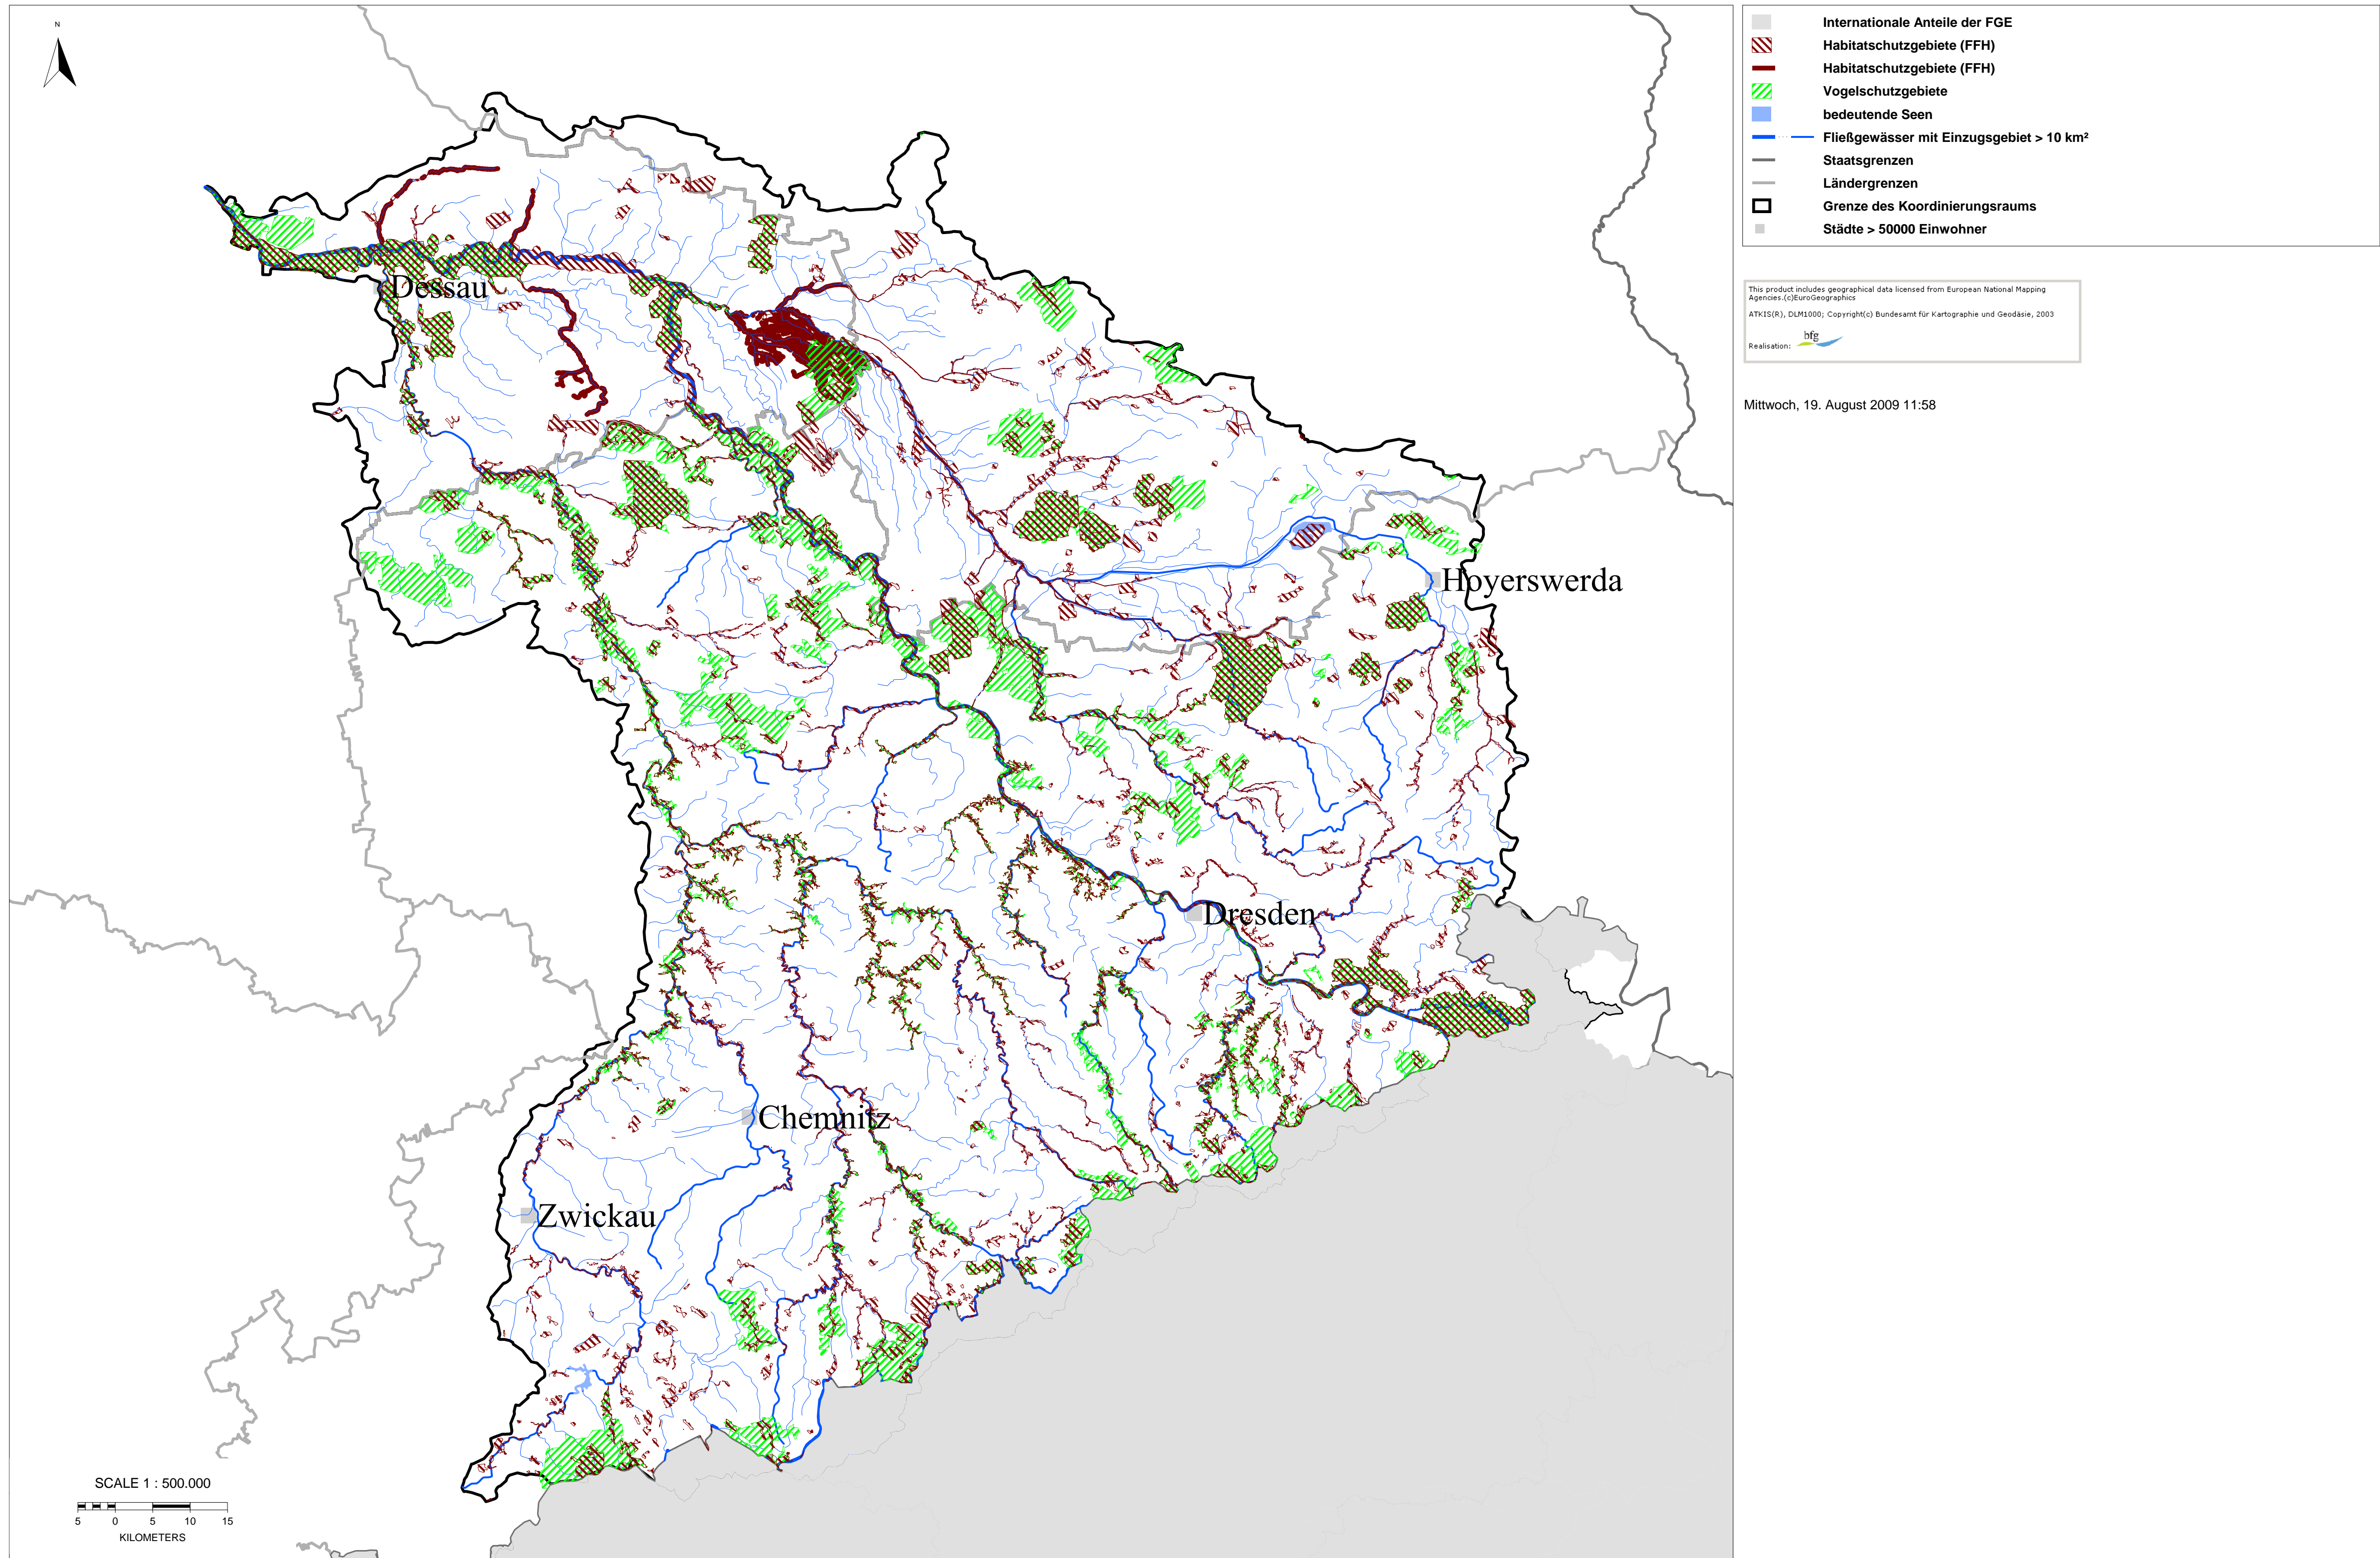 N
Dessau
Hoyerswerda
Dresden
Chemnitz
Zwickau
SCALE 1 : 500.000
5 0 5 10 15
KILOMETERS
Internationale Anteile der FGE
Habitatschutzgebiete (FFH)
Habitatschutzgebiete (FFH)
Vogelschutzgebiete
bedeutende Seen
Fließgewässer mit Einzugsgebiet > 10 km²
Staatsgrenzen
Ländergrenzen
Grenze des Koordinierungsraums
Städte > 50000 Einwohner
This product includes geographical data licensed from European National Mapping
Agencies.(c)EuroGeographics
ATKIS(R), DLM1000; Copyright(c) Bundesamt für Kartographie und Geodäsie, 2003
Realisation: bfg
Mittwoch, 19. August 2009 11:58